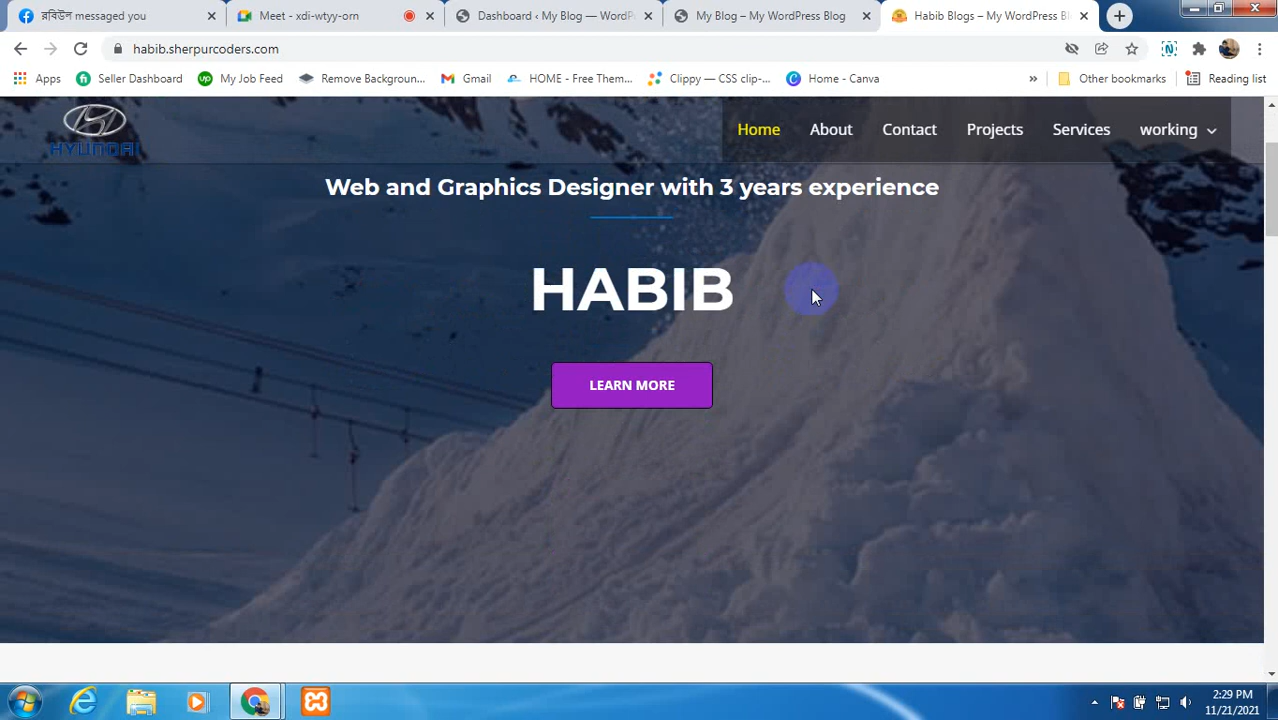 রবিউল messaged you
Meet - xdi-wtyy-orn
Dashboard ‹ My Blog — WordP
My Blog – My WordPress Blog
Habib Blogs – My WordPress Bl
habib.sherpurcoders.com
Apps
Seller Dashboard
My Job Feed
Remove Backgroun...
Gmail
HOME - Free Them...
Clippy — CSS clip-...
Home - Canva
»
Other bookmarks
Reading list
HYUNDAI
Home
About
Contact
Projects
Services
working
Web and Graphics Designer with 3 years experience
HABIB
LEARN MORE
2:29 PM
11/21/2021